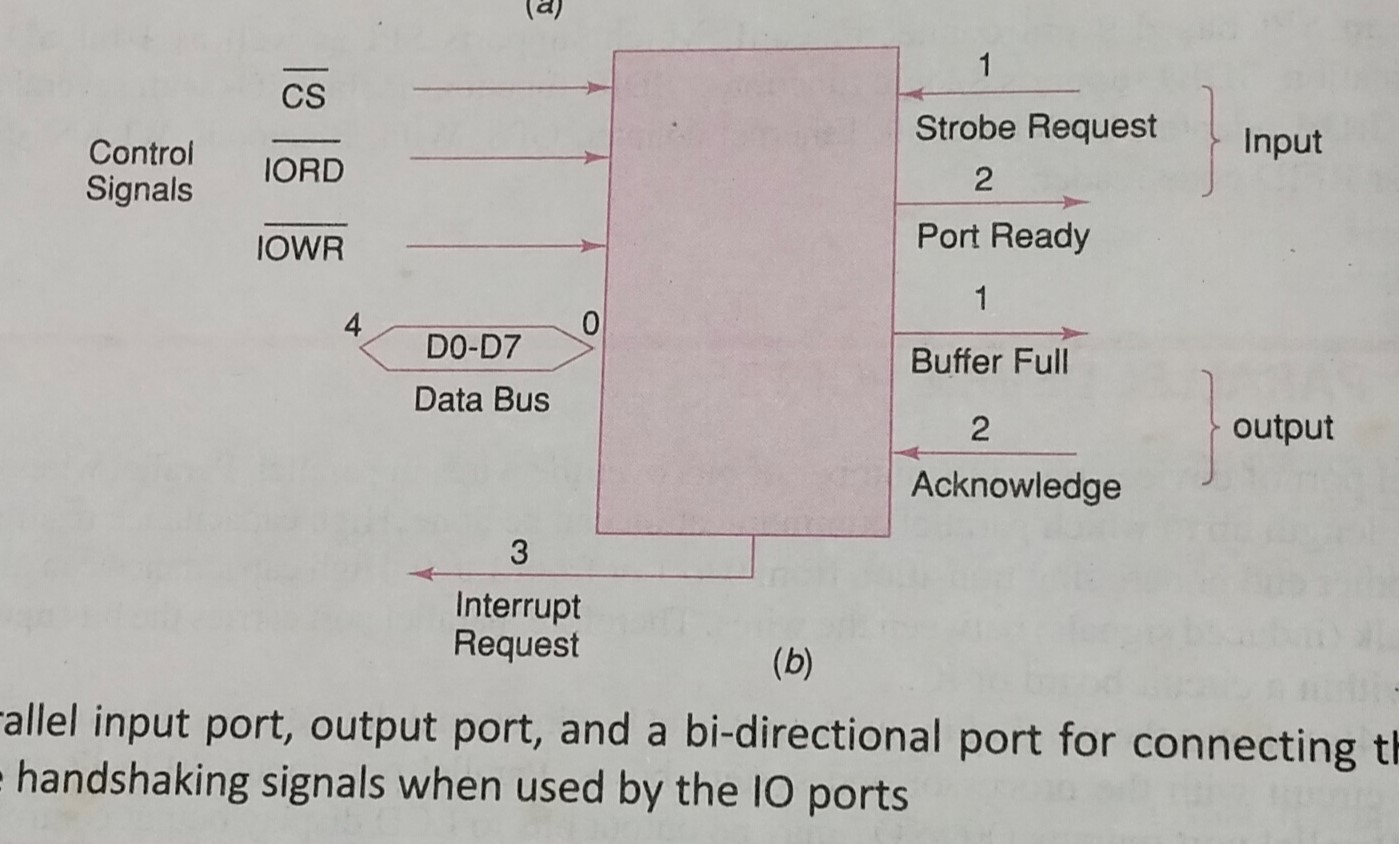 (a)
CS
Control
Signals
IORD
IOWR
4
0
D0-D7
Data Bus
1
Strobe Request
2
Port Ready
Input
1
Buffer Full
2
Acknowledge
output
3
Interrupt
Request
(b)
allel input port, output port, and a bi-directional port for connecting
handshaking signals when used by the IO ports